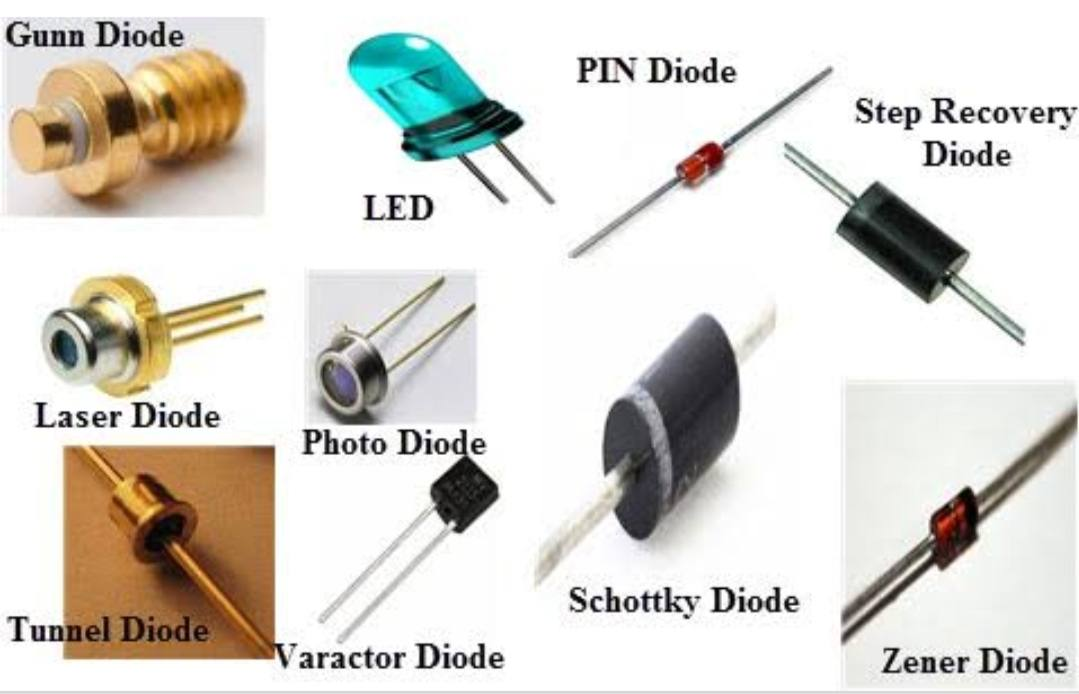 Gunn Diode
LED
PIN Diode
Step Recovery
Diode
Laser Diode
Photo Diode
Tunnel Diode
Varactor Diode
Schottky Diode
Zener Diode